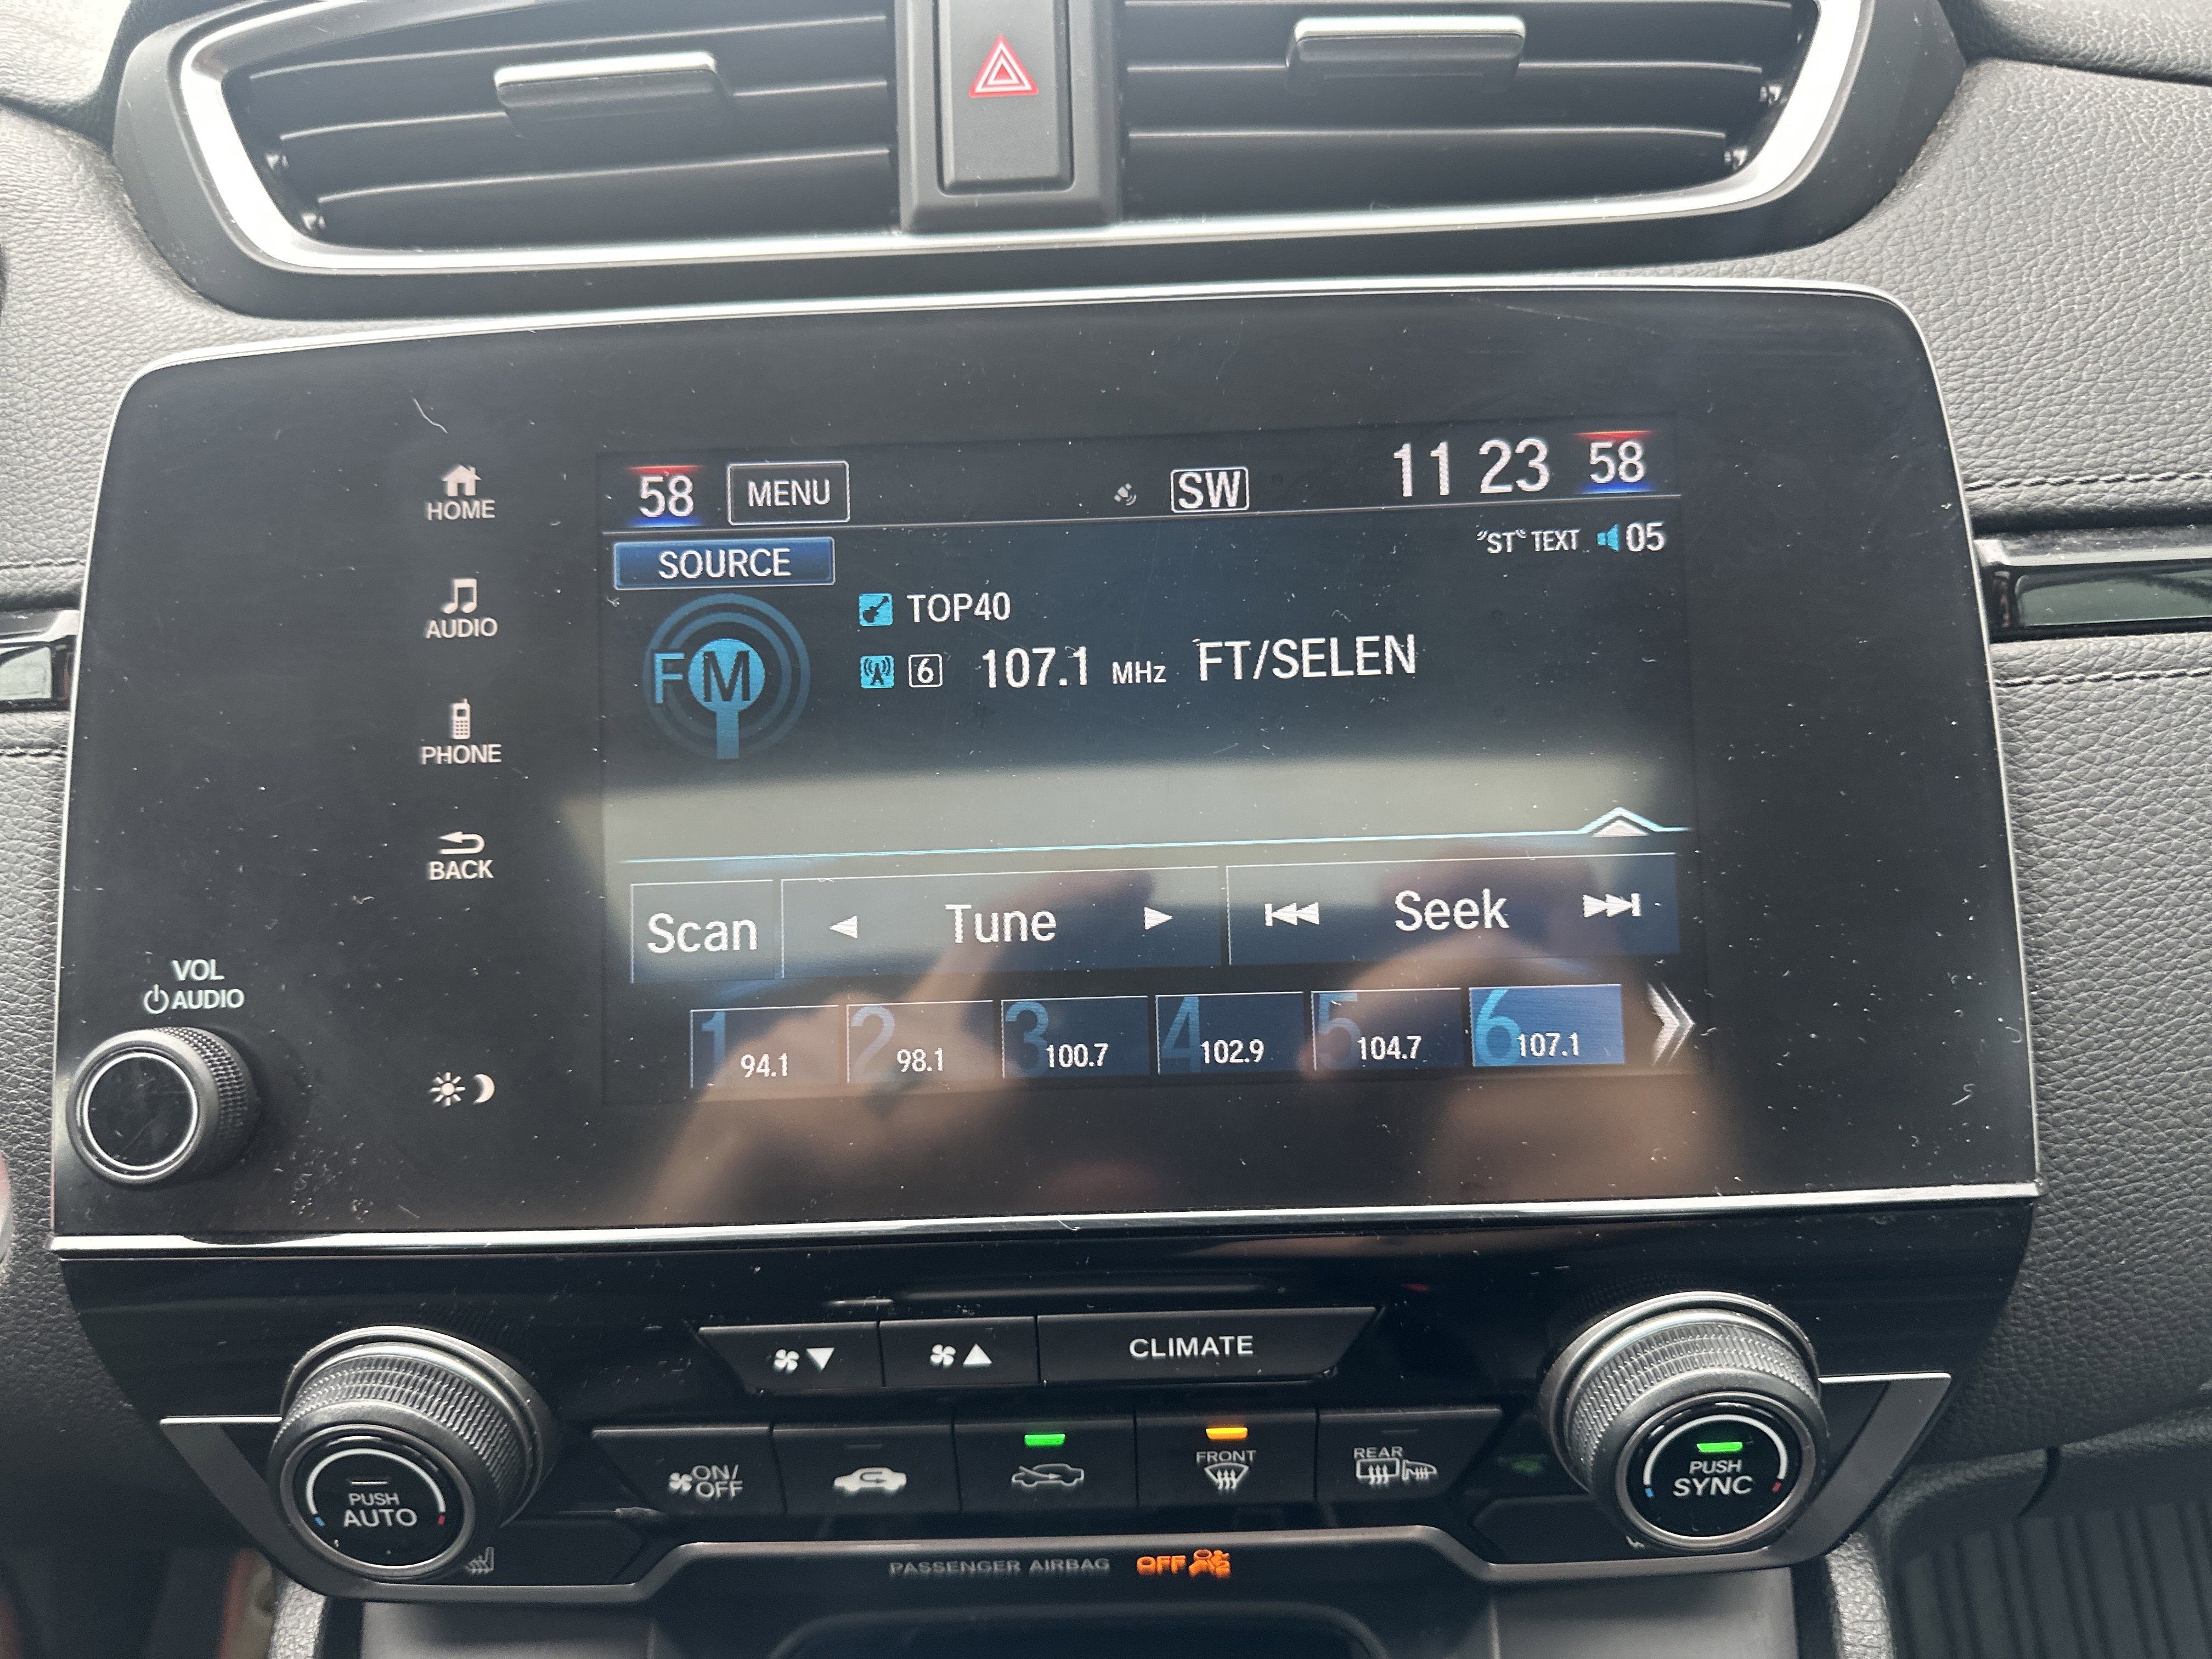 58 MENU SW 11 23 58
SOURCE "ST" TEXT 05
HOME
TOP40
AUDIO
FM 6 107.1 MHz FT/SELEN
PHONE
BACK
Scan Tune Seek
VOL
AUDIO
1 94.1 2 98.1 3 100.7 4 102.9 5 104.7 6 107.1
CLIMATE
ON/
OFF
FRONT
REAR
PUSH
AUTO
PUSH
SYNC
PASSENGER AIRBAG OFF